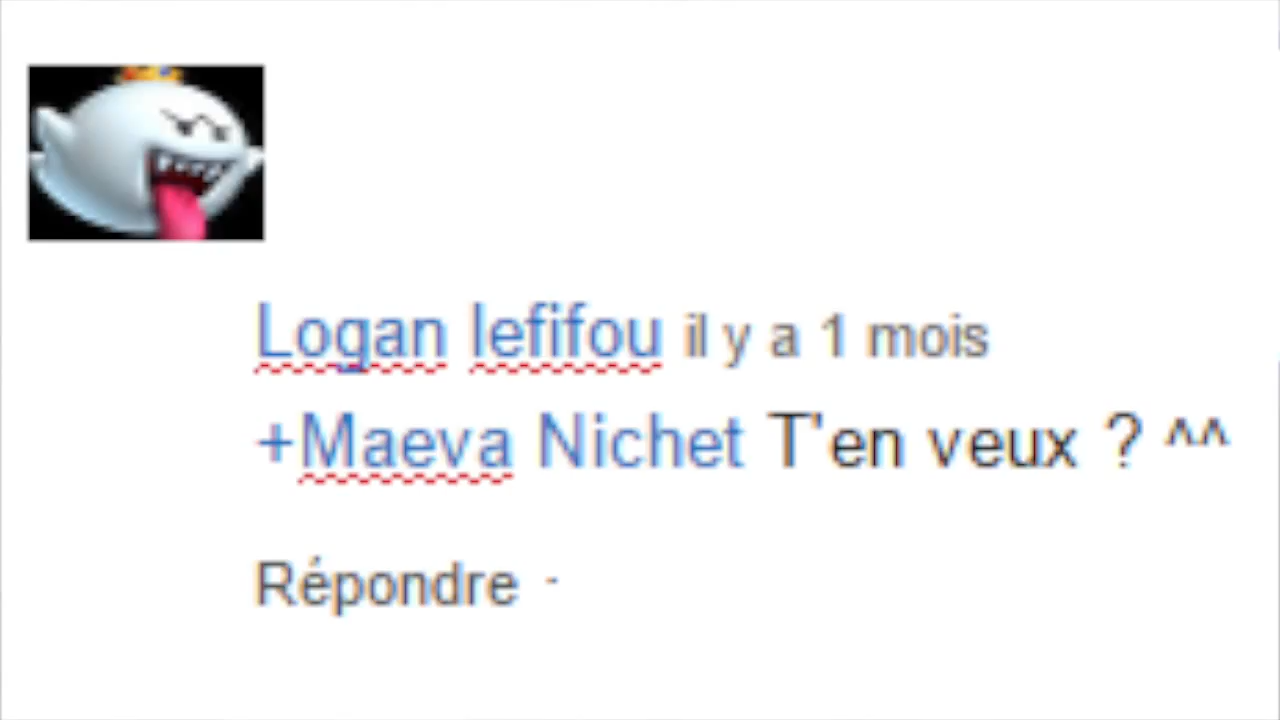 Logan lefifou il y a 1 mois
+Maeva Nichet T'en veux ? ^^
Répondre ·